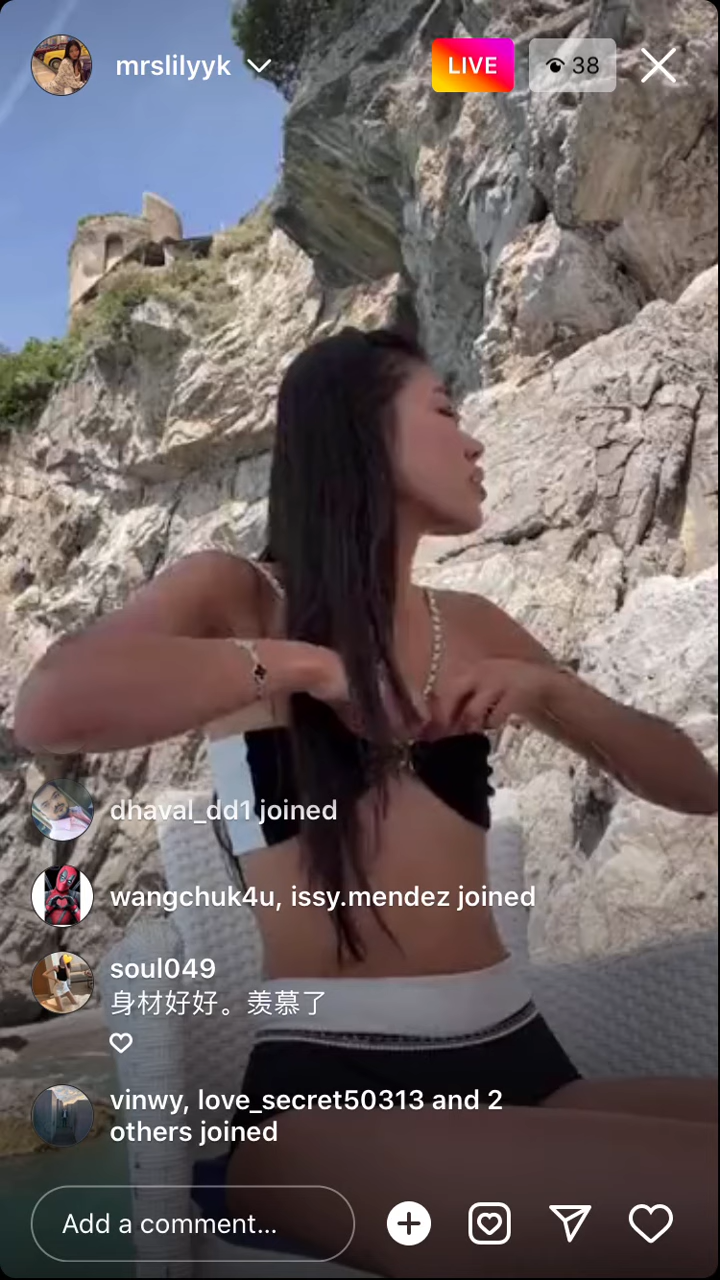 mrslilyyk
LIVE
38
dhaval_dd1 joined
wangchuk4u, issy.mendez joined
soul049
身材好好。羡慕了
vinwy, love_secret50313 and 2
others joined
Add a comment...